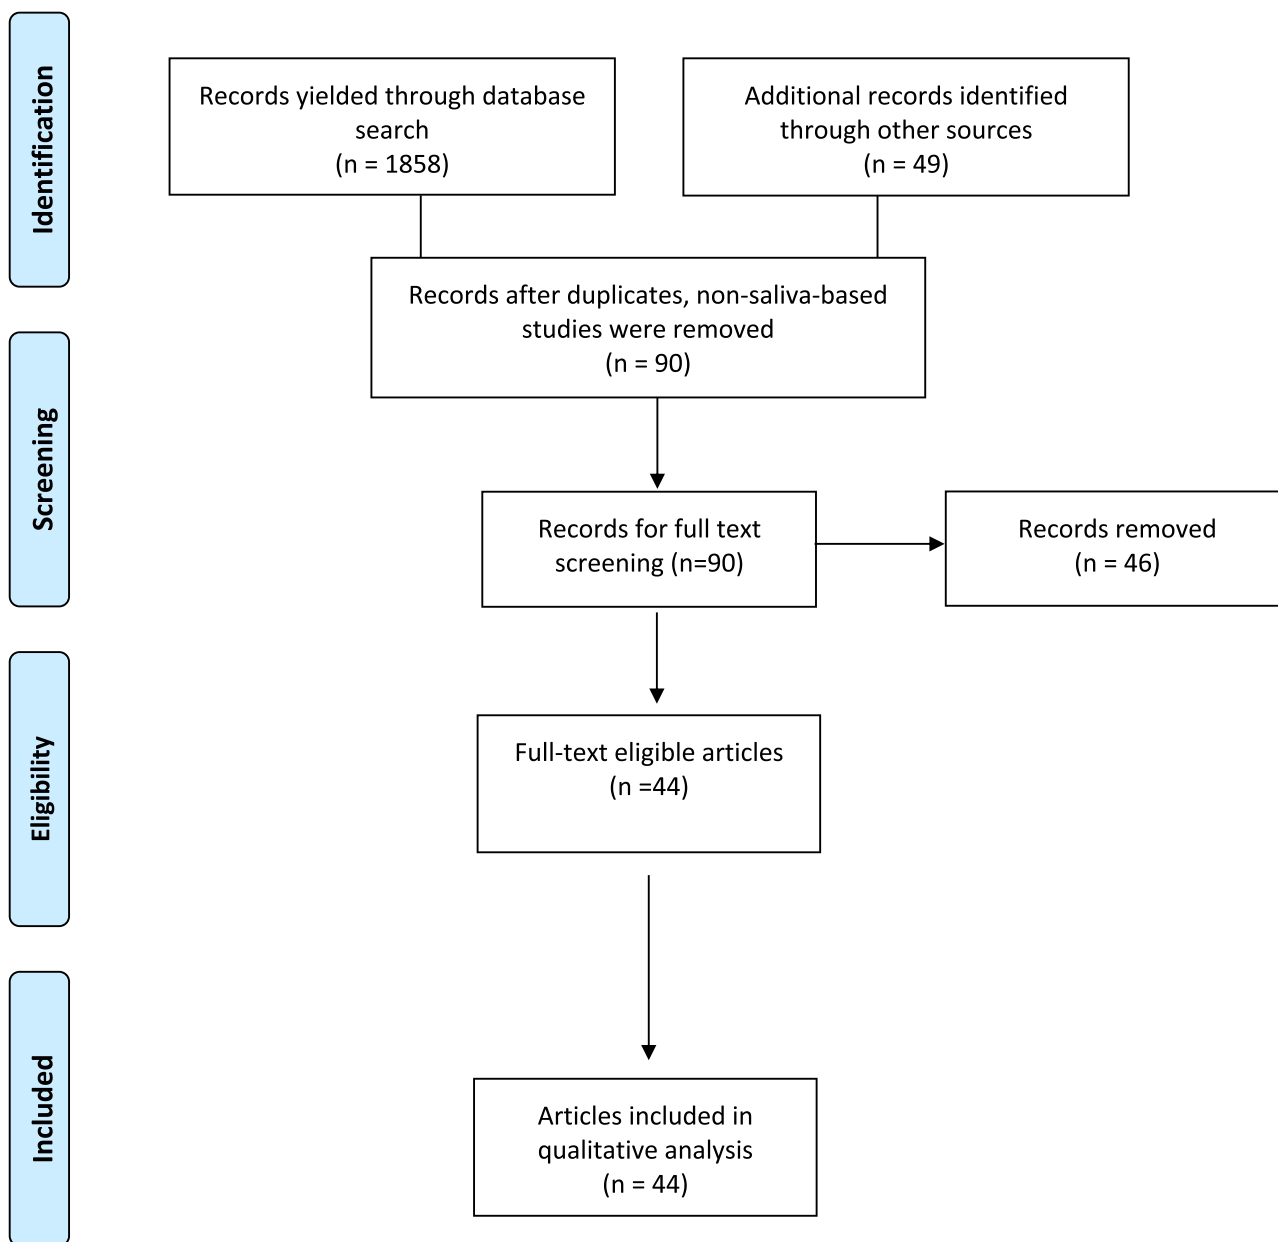 Identification
Records yielded through database
search
(n = 1858)
Additional records identified
through other sources
(n = 49)
Records after duplicates, non-saliva-based
studies were removed
(n = 90)
Screening
Records for full text
screening (n=90)
Records removed
(n = 46)
Eligibility
Full-text eligible articles
(n =44)
Included
Articles included in
qualitative analysis
(n = 44)